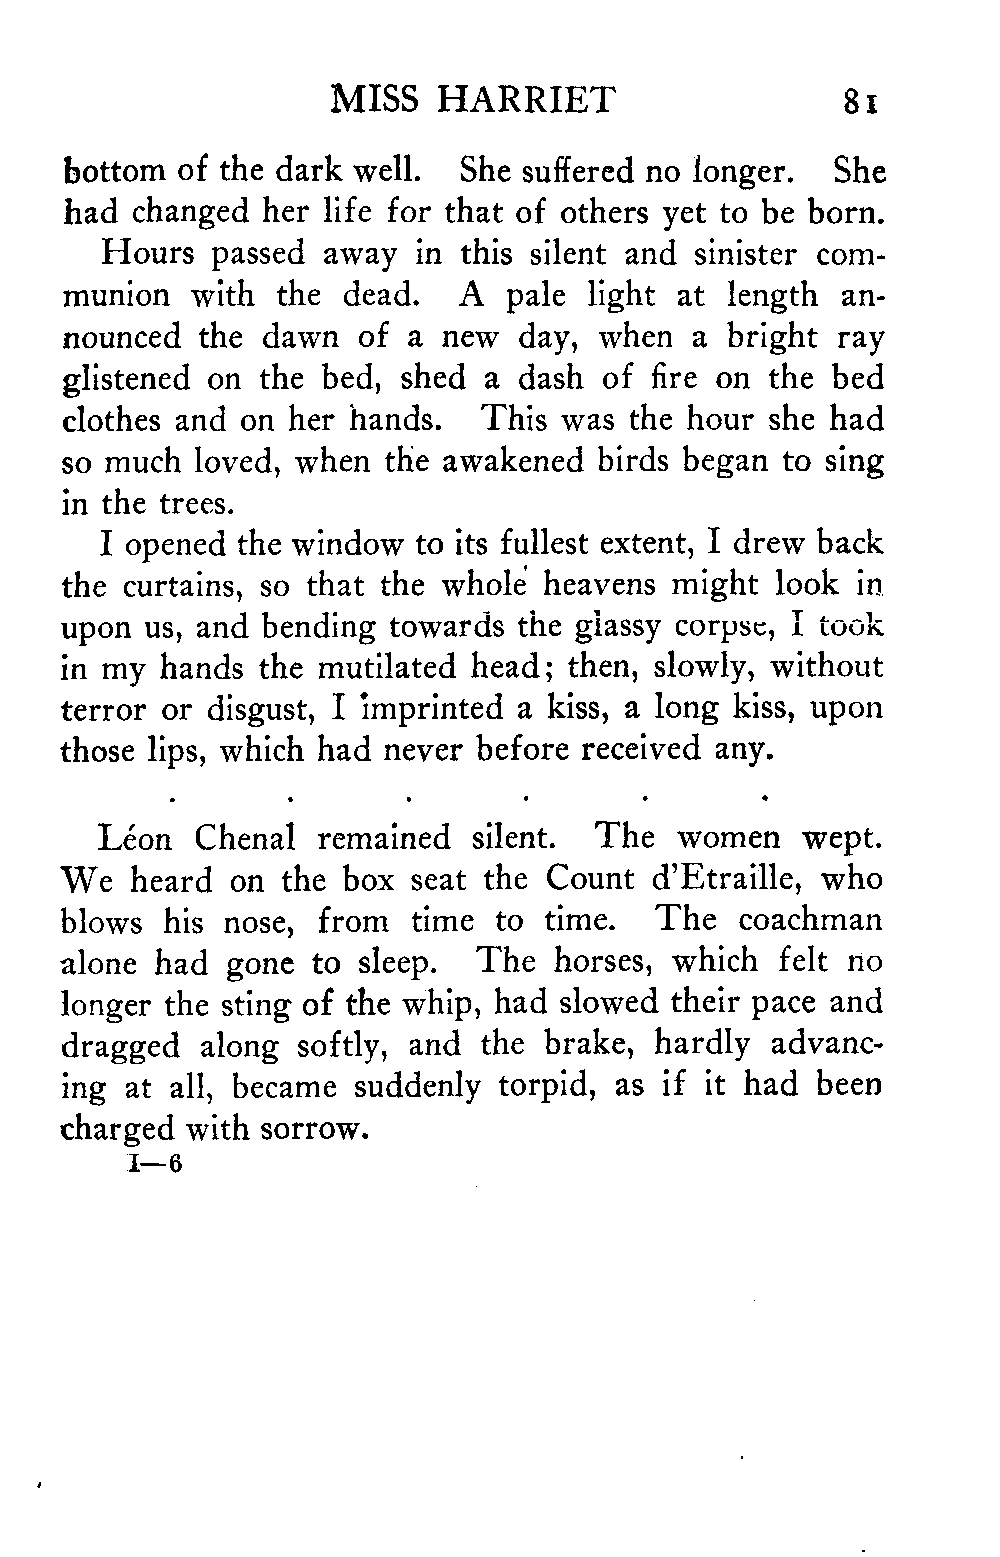 MISS HARRIET 81
bottom of the dark well. She suffered no longer. She
had changed her life for that of others yet to be born.
Hours passed away in this silent and sinister com-
munion with the dead. A pale light at length an-
nounced the dawn of a new day, when a bright ray
glistened on the bed, shed a dash of fire on the bed
clothes and on her hands. This was the hour she had
so much loved, when the awakened birds began to sing
in the trees.
I opened the window to its fullest extent, I drew back
the curtains, so that the whole heavens might look in
upon us, and bending towards the glassy corpse, I took
in my hands the mutilated head; then, slowly, without
terror or disgust, I imprinted a kiss, a long kiss, upon
those lips, which had never before received any.
. . . . . .
Léon Chenal remained silent. The women wept.
We heard on the box seat the Count d'Etraille, who
blows his nose, from time to time. The coachman
alone had gone to sleep. The horses, which felt no
longer the sting of the whip, had slowed their pace and
dragged along softly, and the brake, hardly advanc-
ing at all, became suddenly torpid, as if it had been
charged with sorrow.
I—6